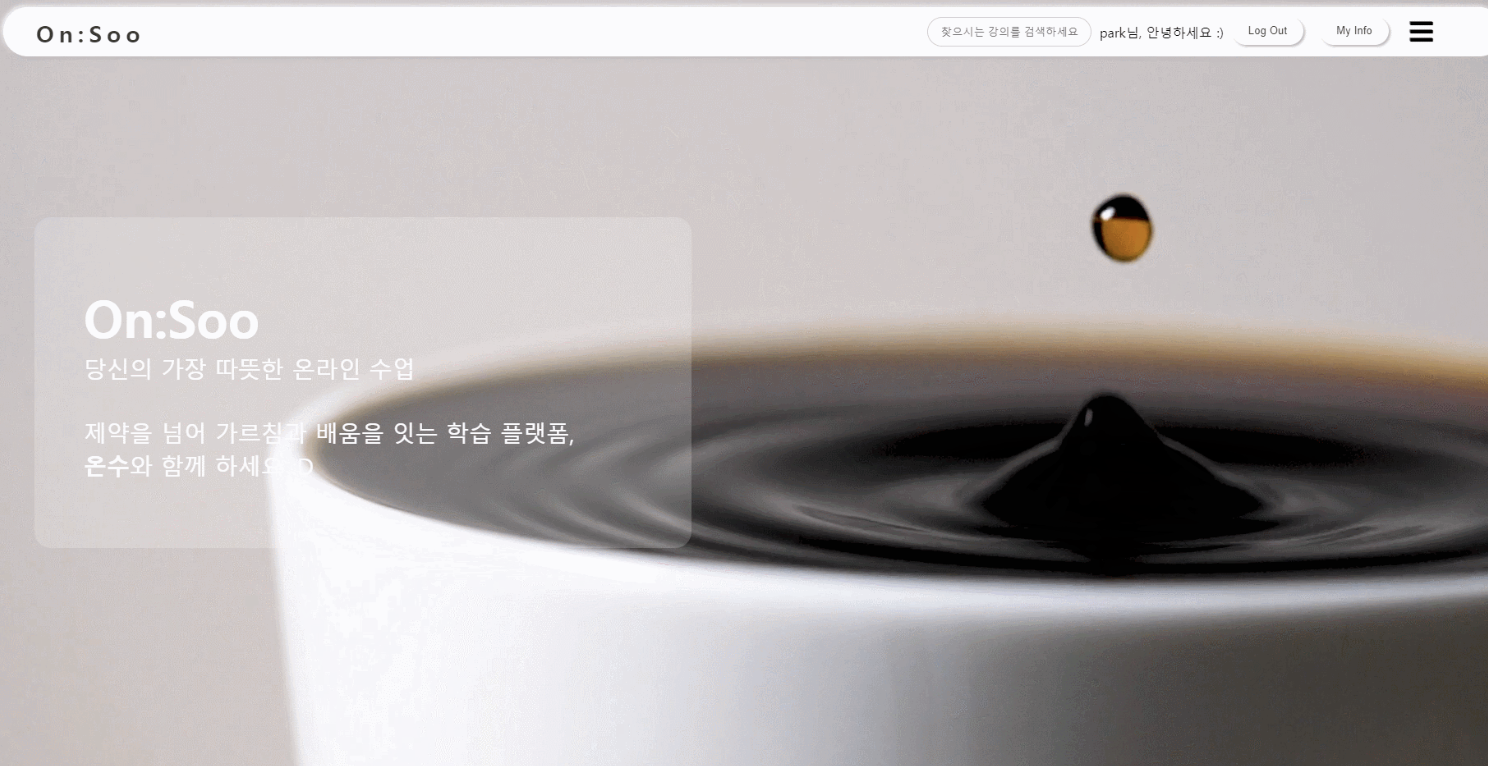 On:Soo
찾으시는 강의를 검색하세요
park님, 안녕하세요 :)
Log Out
My Info
On:Soo
당신의 가장 따뜻한 온라인 수업
제약을 넘어 가르침과 배움을 잇는 학습 플랫폼,
온수와 함께 하세요 :D